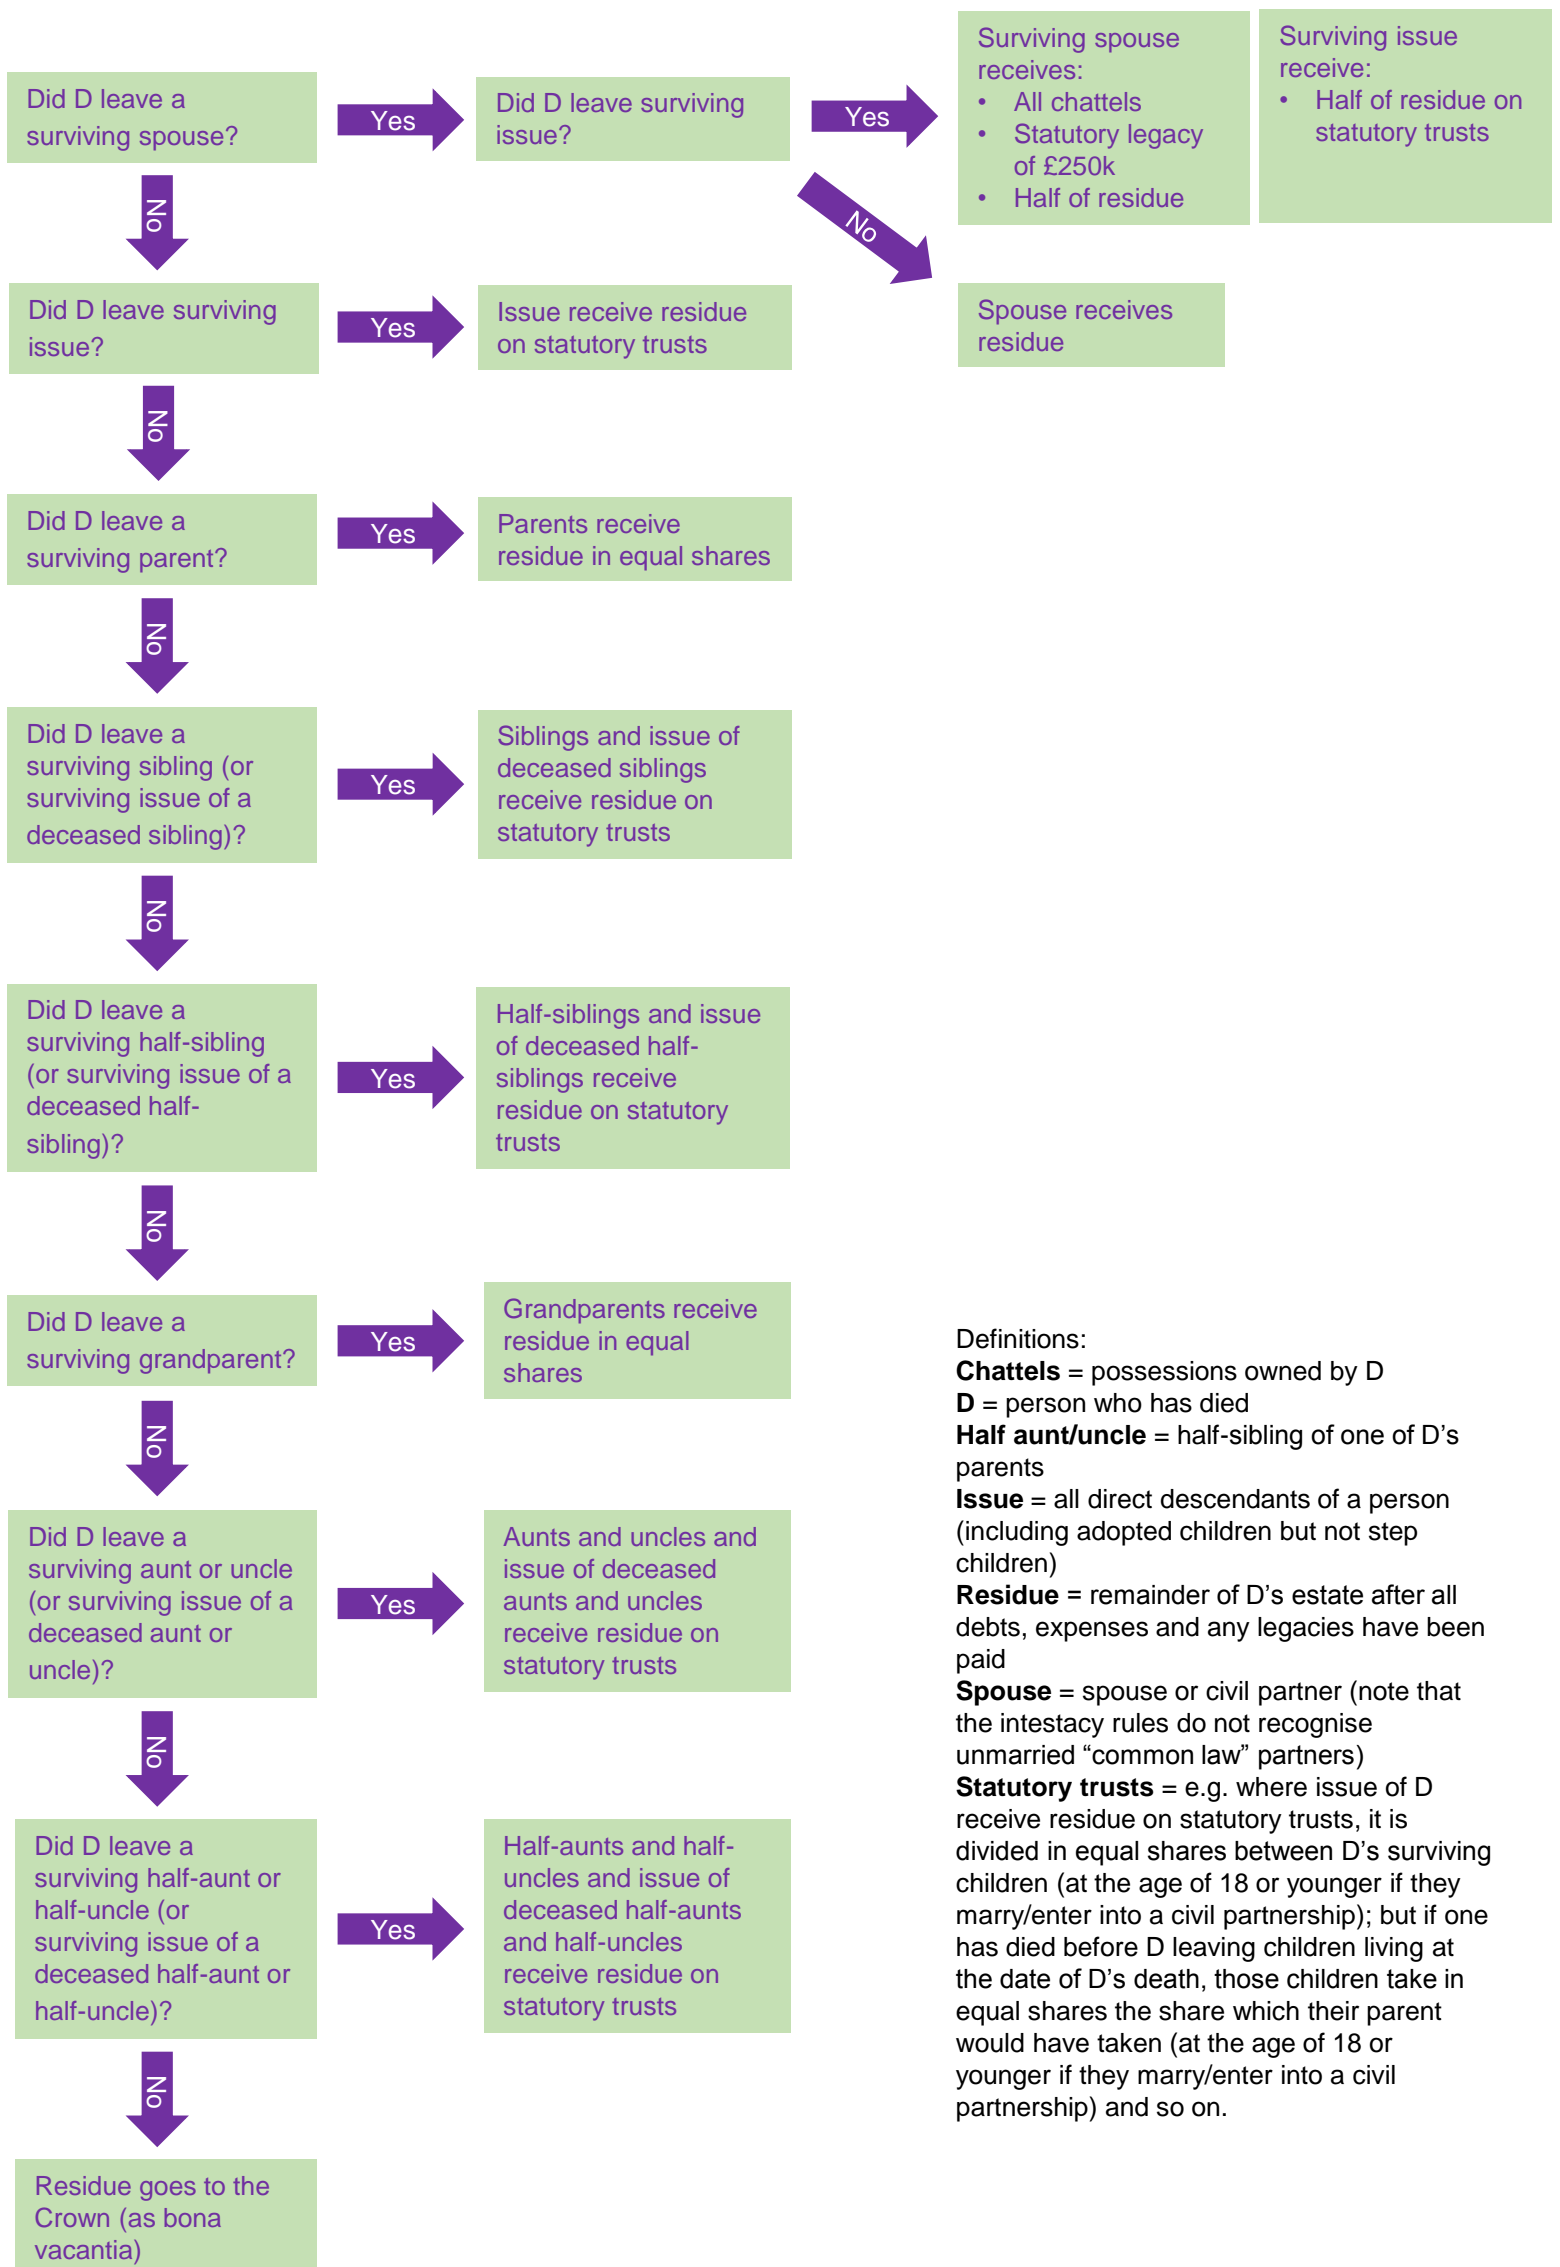 Did D leave a
surviving spouse?
Yes
Did D leave surviving
issue?
Yes
Surviving spouse
receives:
• All chattels
• Statutory legacy
of £250k
• Half of residue
Surviving issue
receive:
• Half of residue on
statutory trusts
No
No
Spouse receives
residue
Did D leave surviving
issue?
Yes
Issue receive residue
on statutory trusts
No
Did D leave a
surviving parent?
Yes
Parents receive
residue in equal shares
No
Did D leave a
surviving sibling (or
surviving issue of a
deceased sibling)?
Yes
Siblings and issue of
deceased siblings
receive residue on
statutory trusts
No
Did D leave a
surviving half-sibling
(or surviving issue of a
deceased half-
sibling)?
Yes
Half-siblings and issue
of deceased half-
siblings receive
residue on statutory
trusts
No
Did D leave a
surviving grandparent?
Yes
Grandparents receive
residue in equal
shares
No
Did D leave a
surviving aunt or uncle
(or surviving issue of a
deceased aunt or
uncle)?
Yes
Aunts and uncles and
issue of deceased
aunts and uncles
receive residue on
statutory trusts
No
Did D leave a
surviving half-aunt or
half-uncle (or
surviving issue of a
deceased half-aunt or
half-uncle)?
Yes
Half-aunts and half-
uncles and issue of
deceased half-aunts
and half-uncles
receive residue on
statutory trusts
No
Residue goes to the
Crown (as bona
vacantia)
Definitions:
Chattels = possessions owned by D
D = person who has died
Half aunt/uncle = half-sibling of one of D’s
parents
Issue = all direct descendants of a person
(including adopted children but not step
children)
Residue = remainder of D’s estate after all
debts, expenses and any legacies have been
paid
Spouse = spouse or civil partner (note that
the intestacy rules do not recognise
unmarried “common law” partners)
Statutory trusts = e.g. where issue of D
receive residue on statutory trusts, it is
divided in equal shares between D’s surviving
children (at the age of 18 or younger if they
marry/enter into a civil partnership); but if one
has died before D leaving children living at
the date of D’s death, those children take in
equal shares the share which their parent
would have taken (at the age of 18 or
younger if they marry/enter into a civil
partnership) and so on.